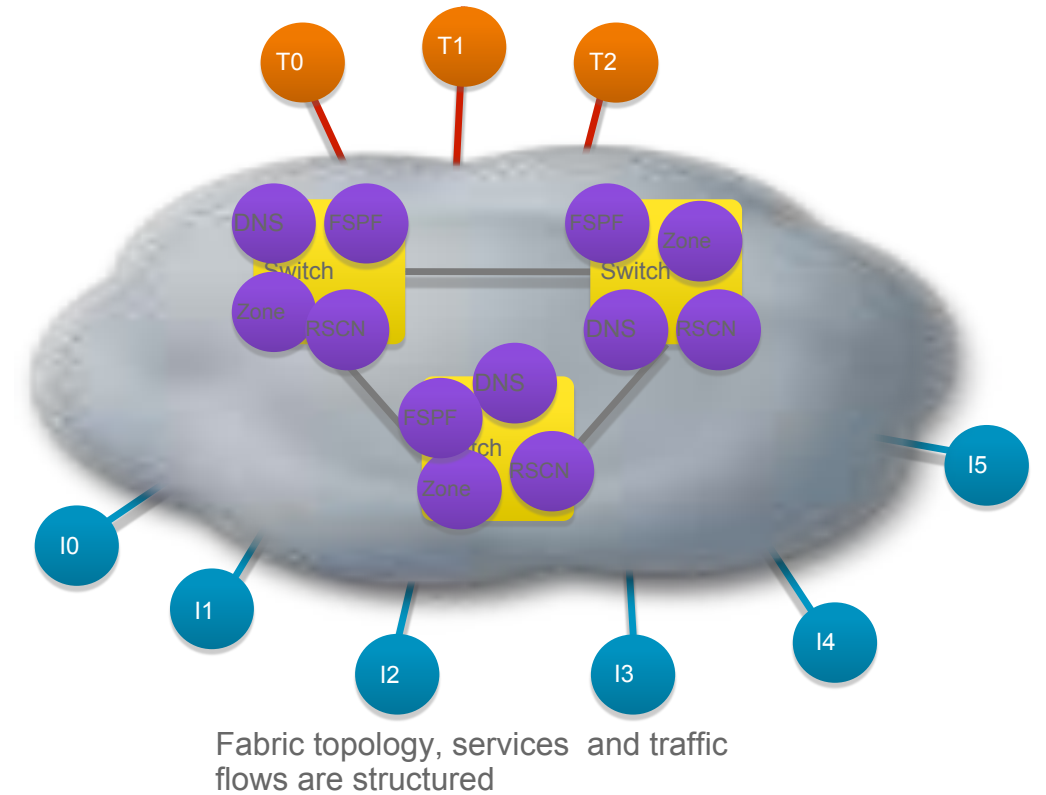 T0
T1
T2
DNS
FSPF
Switch
Zone
RSCN
FSPF
Zone
Switch
DNS
RSCN
DNS
FSPF
tch
Zone
RSCN
I0
I1
I2
I3
I4
I5
Fabric topology, services and traffic
flows are structured